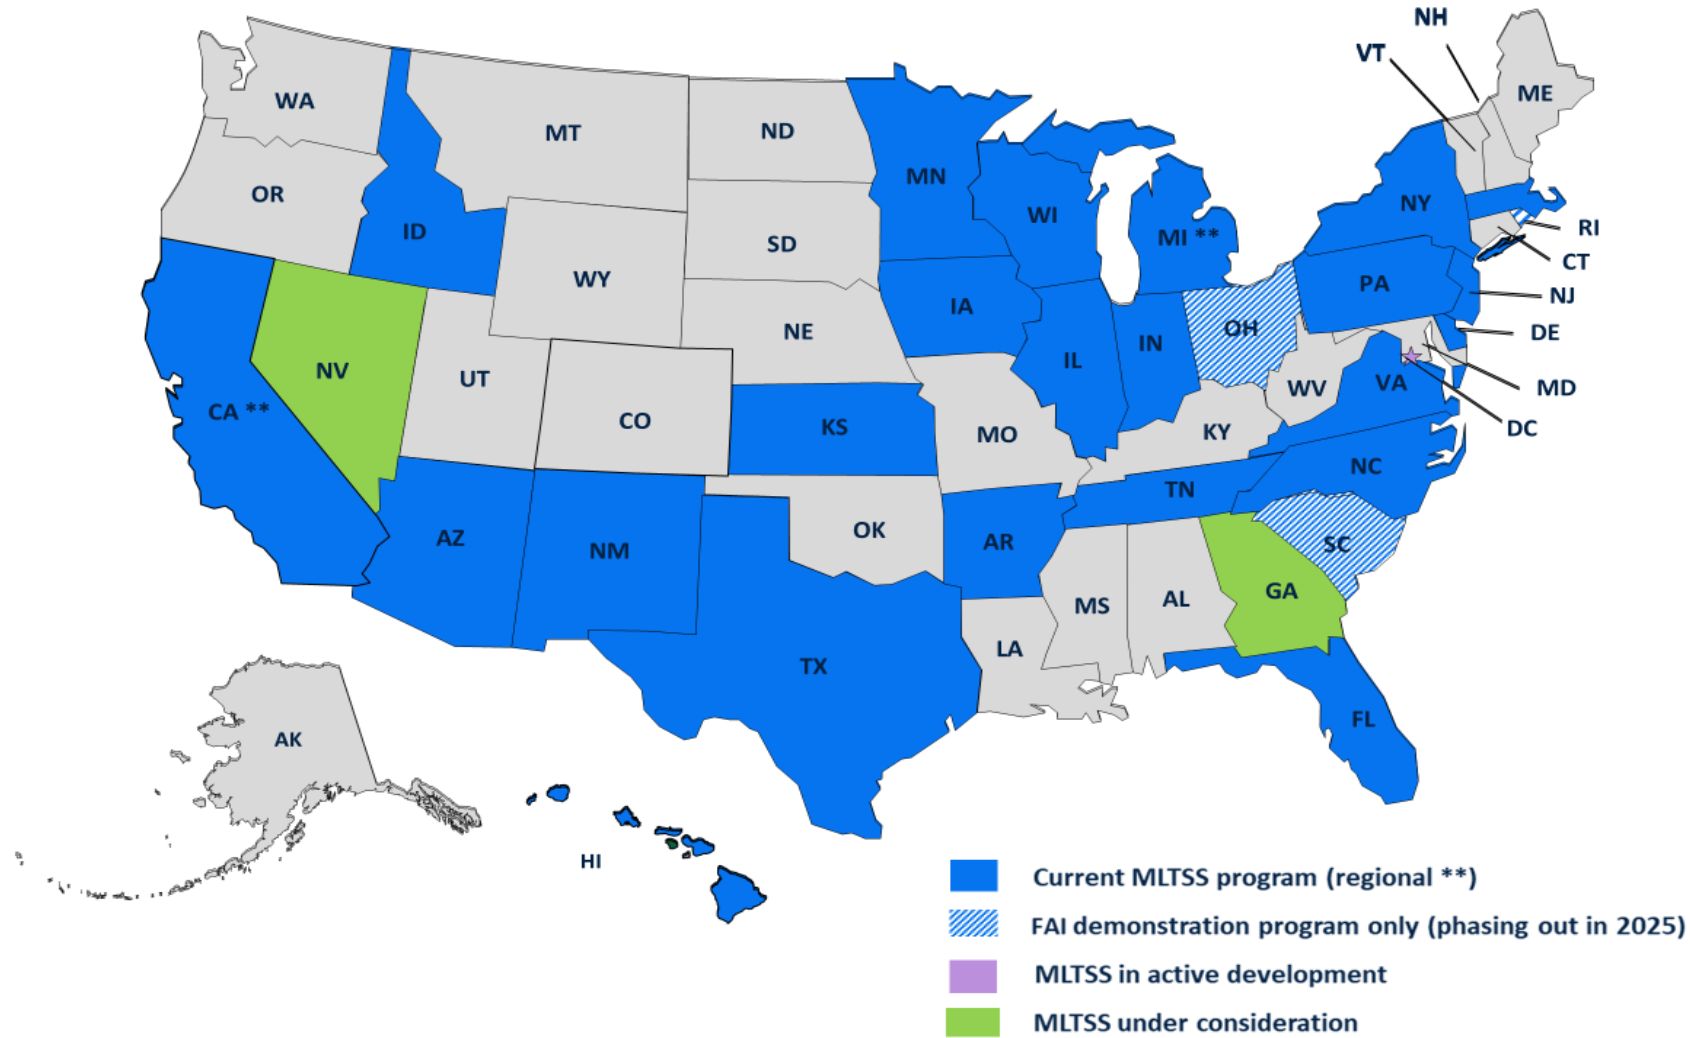 NH
VT
ME
WA
MT
ND
MN
OR
ID
SD
WI
MI **
NY
RI
CT
WY
IA
PA
NJ
NE
OH
DE
NV
UT
IL
IN
WV
VA
MD
CA **
CO
KS
MO
KY
DC
NC
TN
AZ
NM
OK
AR
SC
MS
AL
GA
LA
TX
FL
AK
HI
Current MLTSS program (regional **)
FAI demonstration program only (phasing out in 2025)
MLTSS in active development
MLTSS under consideration